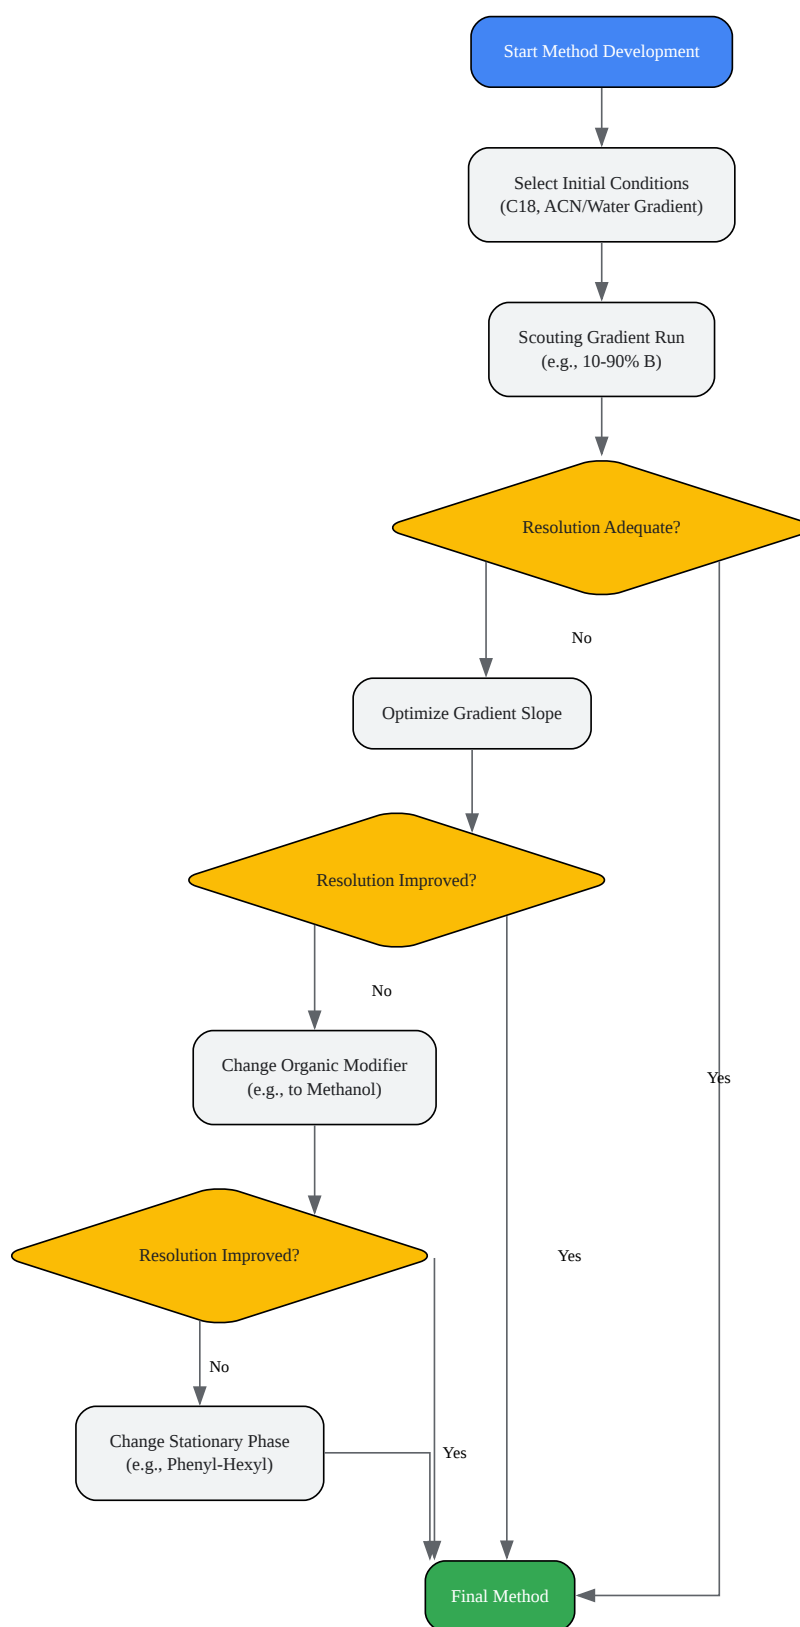 Start Method Development
Select Initial Conditions
(C18, ACN/Water Gradient)
Scouting Gradient Run
(e.g., 10-90% B)
Resolution Adequate?
No
Optimize Gradient Slope
Resolution Improved?
No
Change Organic Modifier
(e.g., to Methanol)
Yes
Resolution Improved?
Yes
No
Change Stationary Phase
(e.g., Phenyl-Hexyl)
Yes
Final Method